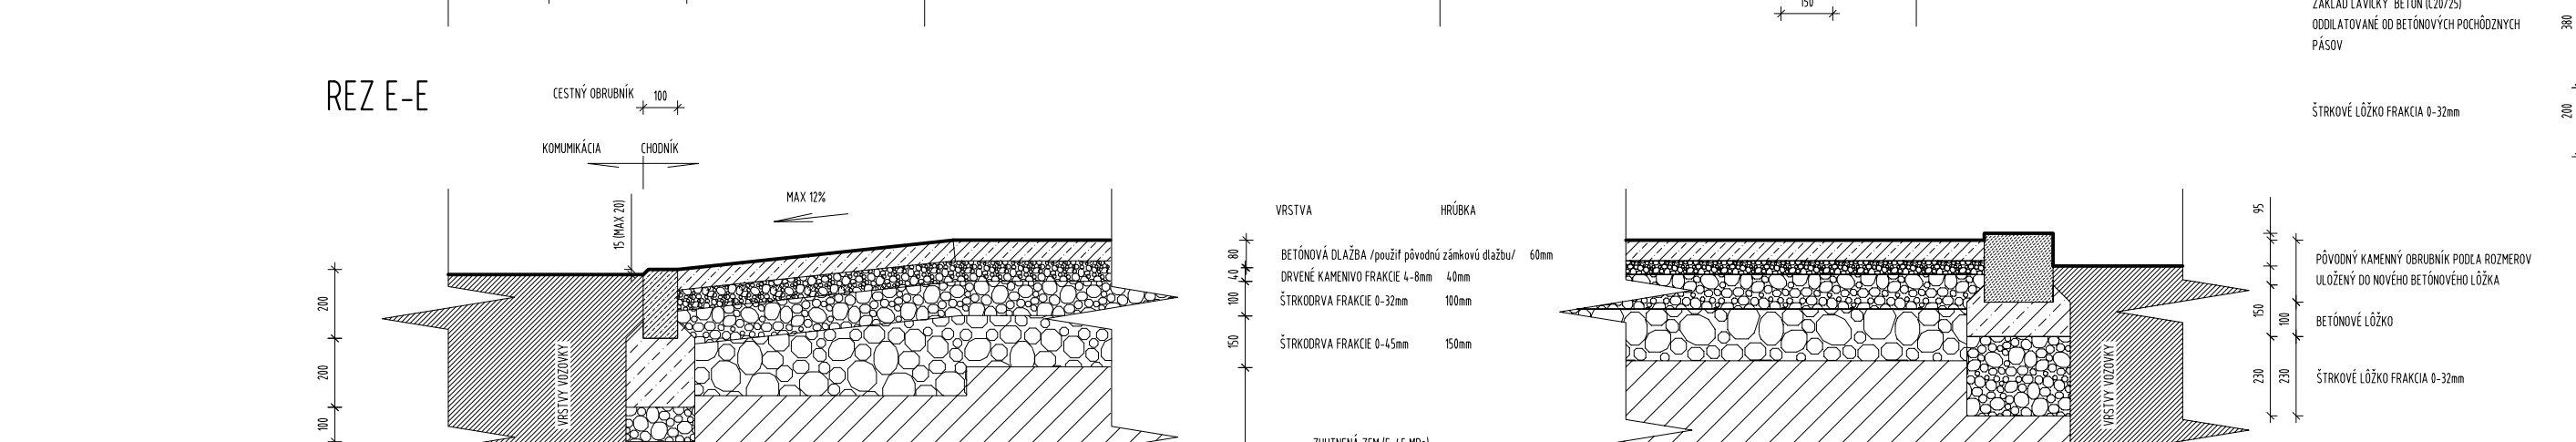 150
ODDILATOVANÉ OD BETÓNOVÝCH POCHÔDZNYCH
PÁSOV
380
REZ E-E
CESTNÝ OBRUBNÍK
100
ŠTRKOVÉ LÔŽKO FRAKCIA 0-32mm
200
KOMUMIKÁCIA
CHODNÍK
MAX 12%
15 (MAX 20)
200
200
100
VRSTVY VOZOVKY
VRSTVA HRÚBKA
80
BETÓNOVÁ DLAŽBA /použiť pôvodnú zámkovú dlažbu/ 60mm
40
DRVENÉ KAMENIVO FRAKCIE 4-8mm 40mm
100
ŠTRKODRVA FRAKCIE 0-32mm 100mm
150
ŠTRKODRVA FRAKCIE 0-45mm 150mm
VRSTVY VOZOVKY
95
150
230
100
230
PÔVODNÝ KAMENNÝ OBRUBNÍK PODĽA ROZMEROV
ULOŽENÝ DO NOVÉHO BETÓNOVÉHO LÔŽKA
BETÓNOVÉ LÔŽKO
ŠTRKOVÉ LÔŽKO FRAKCIA 0-32mm